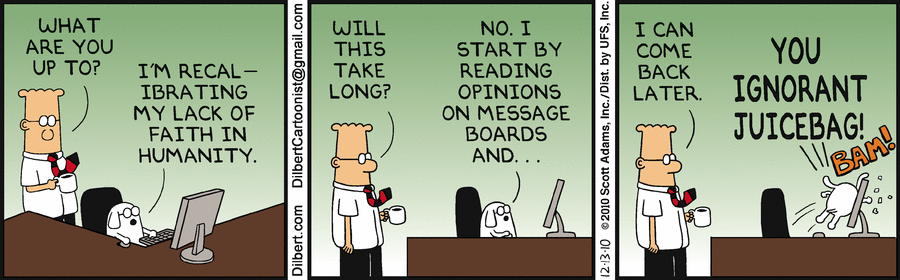 WHAT
ARE YOU
UP TO?
I'M RECAL-
IBRATING
MY LACK OF
FAITH IN
HUMANITY.
Dilbert.com DilbertCartoonist@gmail.com
WILL
THIS
TAKE
LONG?
NO. I
START BY
READING
OPINIONS
ON MESSAGE
BOARDS
AND...
12-13-10 ©2010 Scott Adams, Inc./Dist. by UFS, Inc.
I CAN
COME
BACK
LATER.
YOU
IGNORANT
JUICEBAG!
BAM!